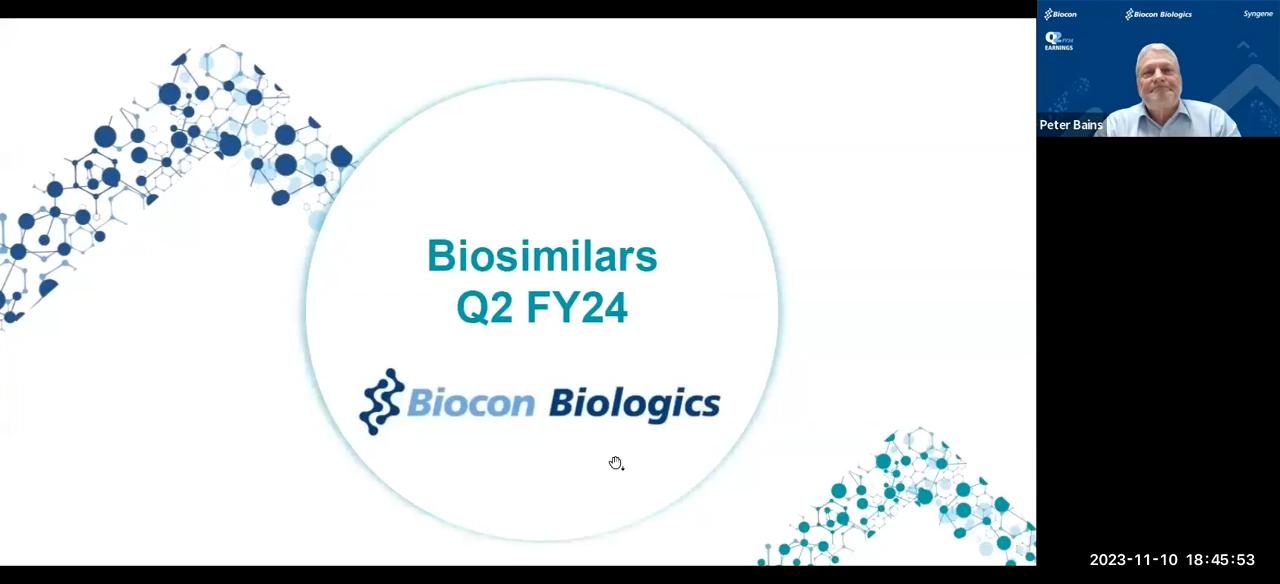 Biosimilars
Q2 FY24
Biocon Biologics
Biocon
Biocon Biologics
Syngene
Q2 FY24
EARNINGS
Peter Bains
2023-11-10 18:45:53